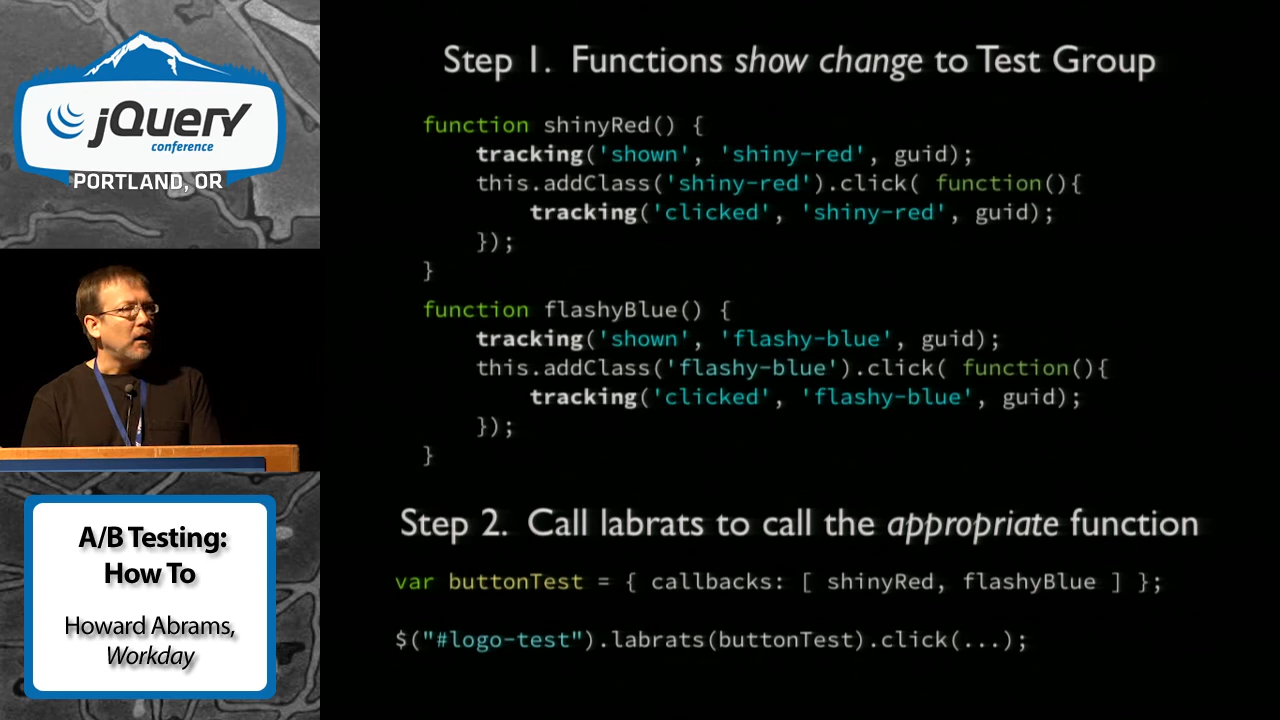 jQuery
conference
PORTLAND, OR
A/B Testing:
How To
Howard Abrams,
Workday
Step 1. Functions show change to Test Group
function shinyRed() {
    tracking('shown', 'shiny-red', guid);
    this.addClass('shiny-red').click( function(){
        tracking('clicked', 'shiny-red', guid);
    });
}
function flashyBlue() {
    tracking('shown', 'flashy-blue', guid);
    this.addClass('flashy-blue').click( function(){
        tracking('clicked', 'flashy-blue', guid);
    });
}
Step 2. Call labrats to call the appropriate function
var buttonTest = { callbacks: [ shinyRed, flashyBlue ] };
$("#logo-test").labrats(buttonTest).click(...);